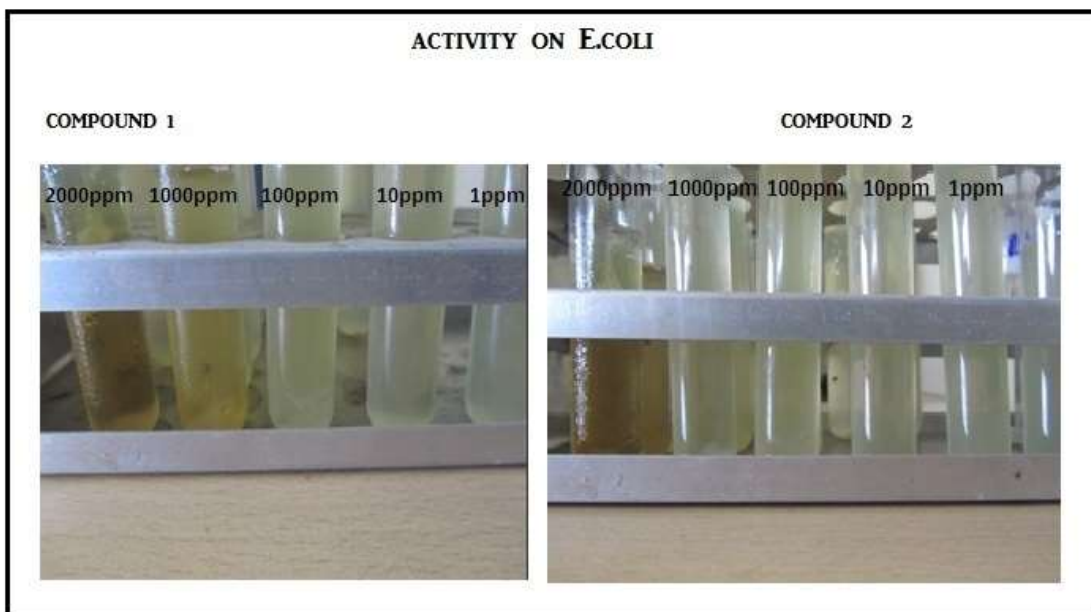 ACTIVITY ON E.COLI
COMPOUND 1
COMPOUND 2
2000ppm 1000ppm 100ppm 10ppm 1ppm
2000ppm 1000ppm 100ppm 10ppm 1ppm